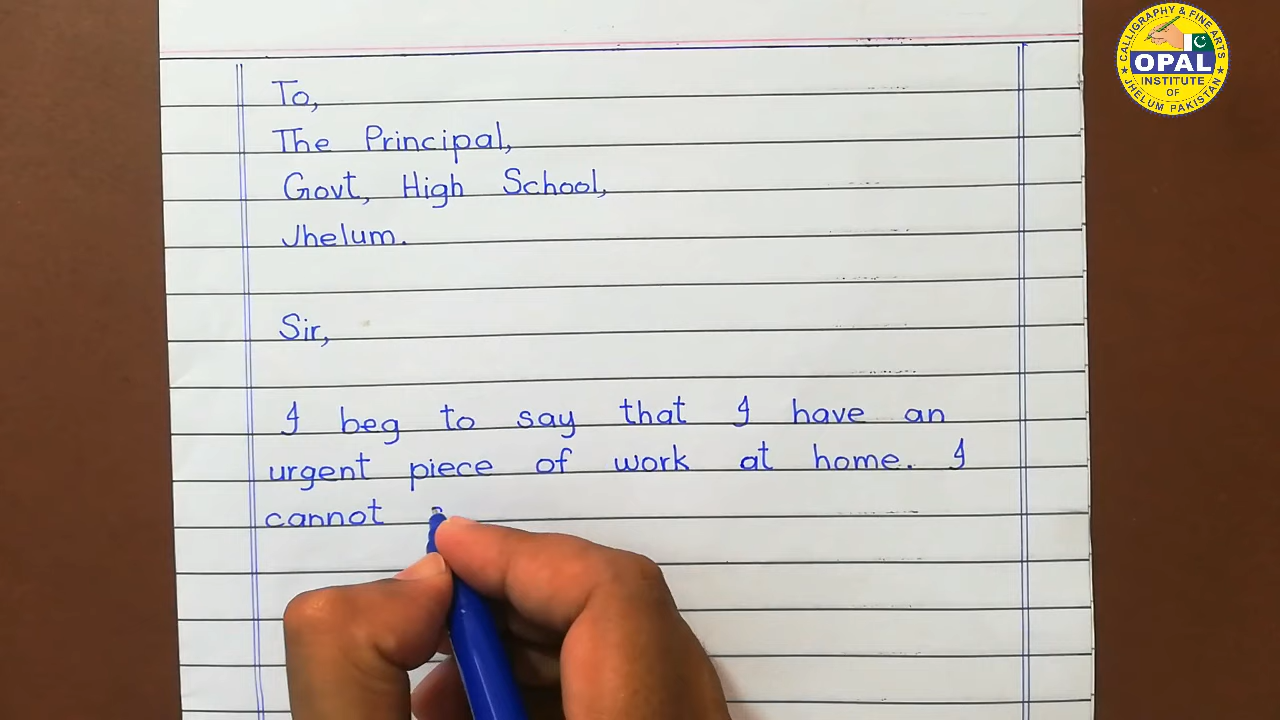 To,
The Principal,
Govt, High School,
Jhelum.
Sir,
I beg to say that I have an
urgent piece of work at home. I
cannot
CALLIGRAPHY & FINE ARTS
OPAL
INSTITUTE
OF
JHELUM PAKISTAN